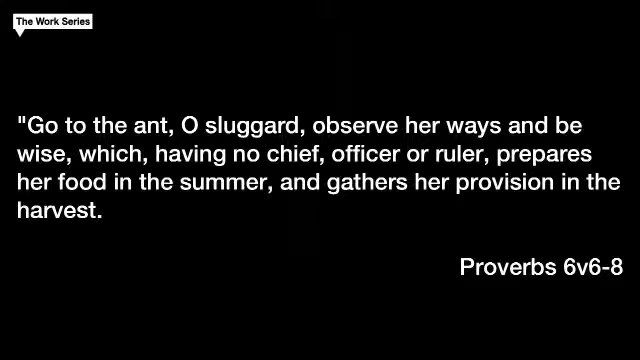 The Work Series
"Go to the ant, O sluggard, observe her ways and be
wise, which, having no chief, officer or ruler, prepares
her food in the summer, and gathers her provision in the
harvest.
Proverbs 6v6-8